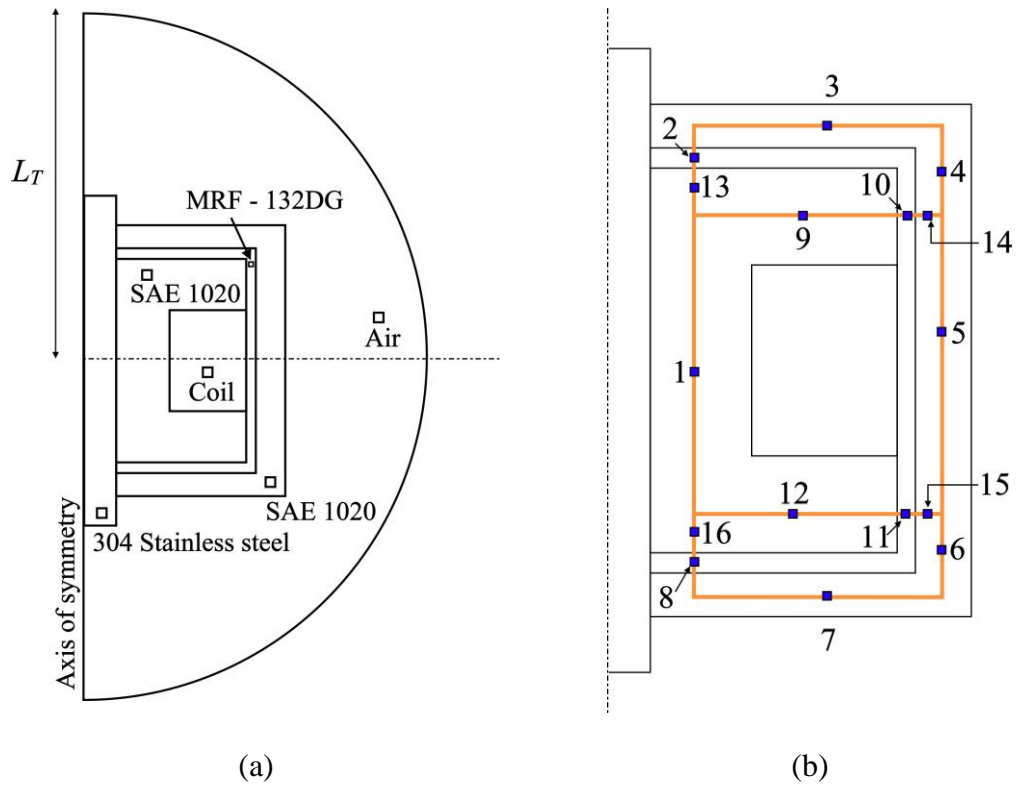 L_T
MRF - 132DG
SAE 1020
Air
Coil
SAE 1020
304 Stainless steel
Axis of symmetry
(a)
3
2
4
13
10
9
14
5
1
15
12
16
11
6
8
7
(b)